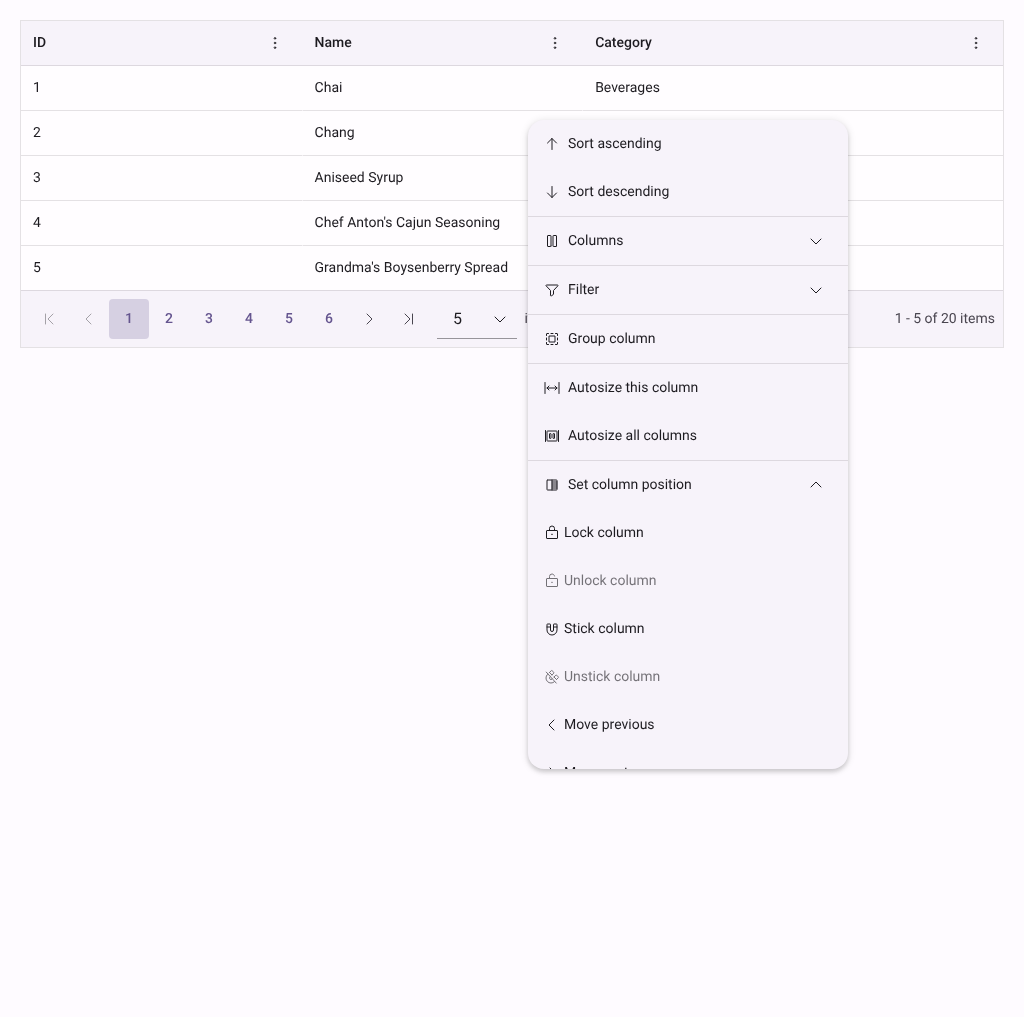 ID Name Category
1 Chai Beverages
2 Chang
3 Aniseed Syrup
4 Chef Anton's Cajun Seasoning
5 Grandma's Boysenberry Spread
1 2 3 4 5 6 5 1 - 5 of 20 items
Sort ascending
Sort descending
Columns
Filter
Group column
Autosize this column
Autosize all columns
Set column position
Lock column
Unlock column
Stick column
Unstick column
Move previous